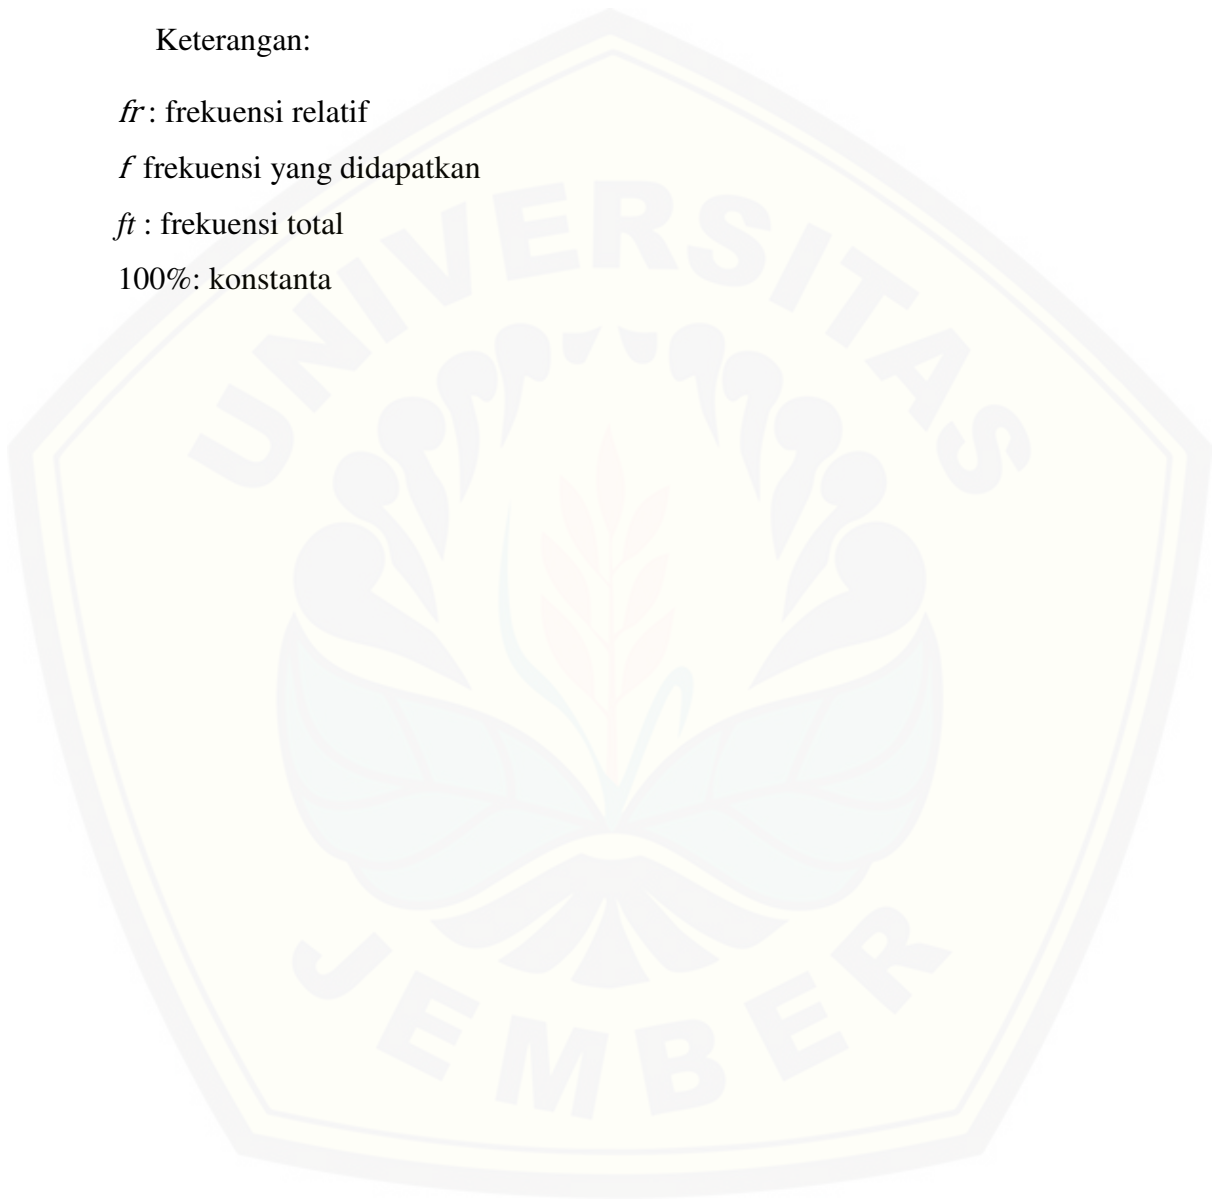 Keterangan:
fr : frekuensi relatif
f frekuensi yang didapatkan
ft : frekuensi total
100%: konstanta
UNIVERSITAS
JEMBER